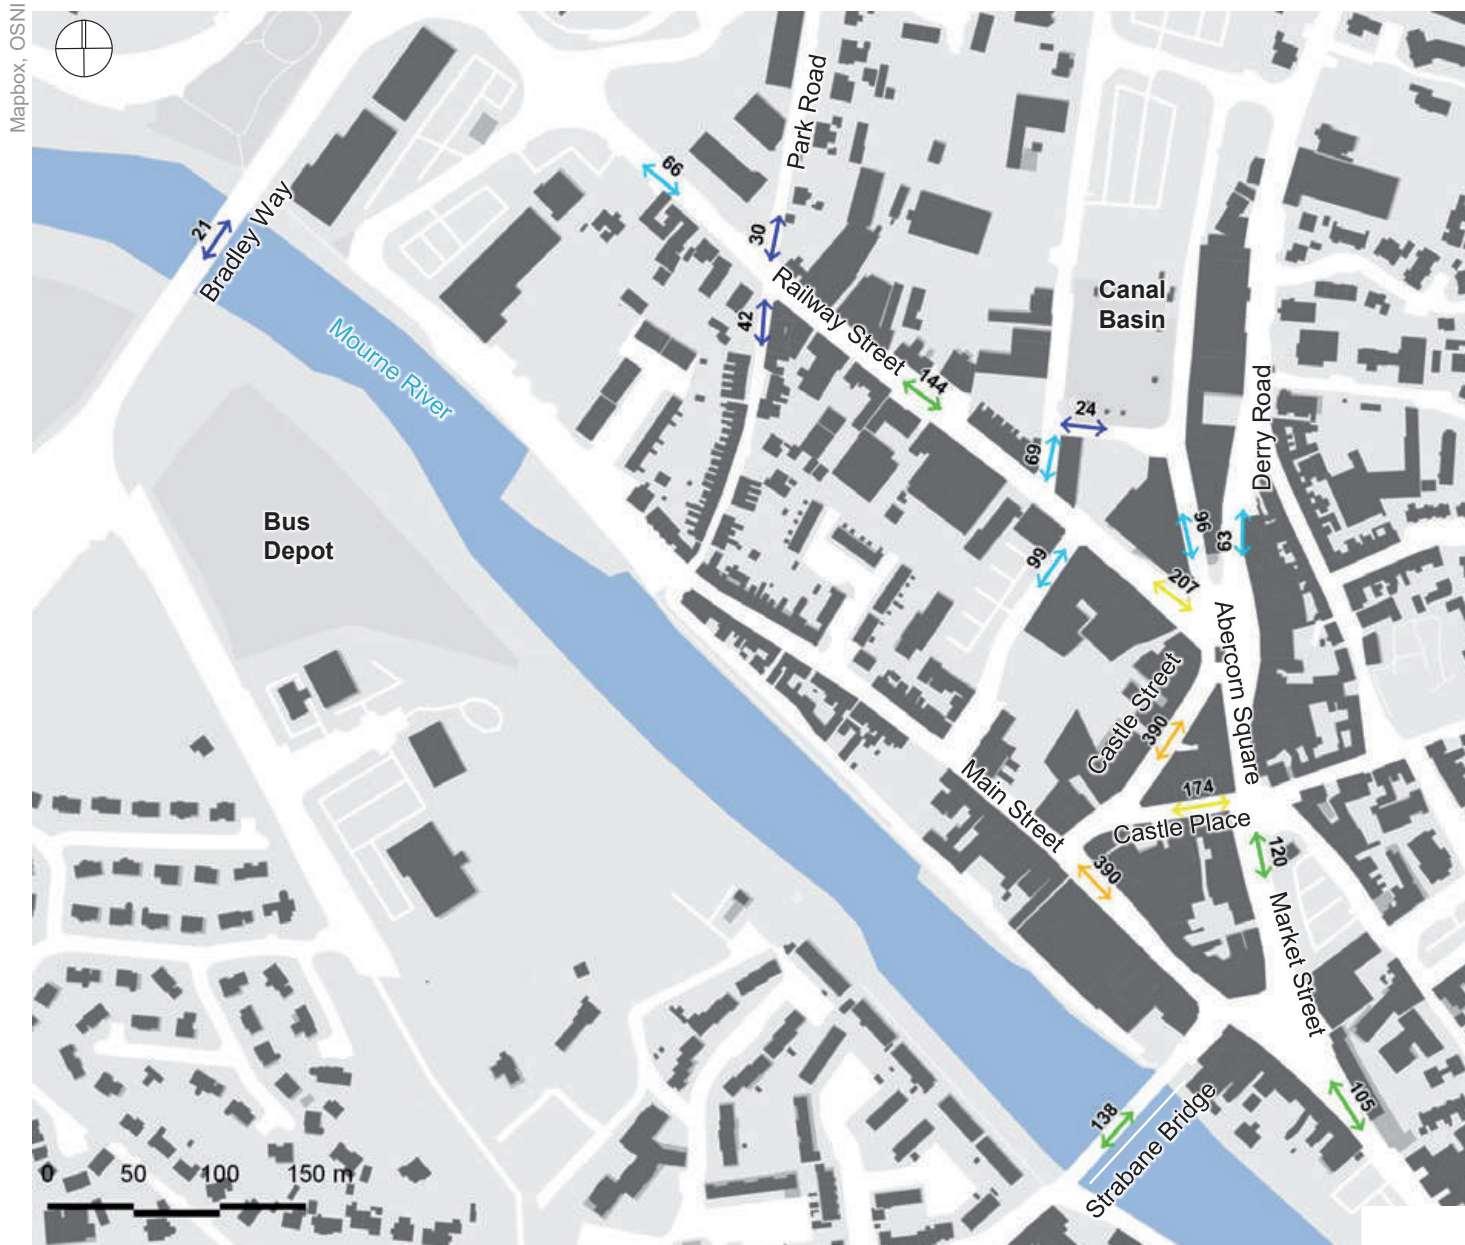 Mapbox, OSNI
Park Road
66
21
Bradley Way
30
42
Railway Street
144
Mourne River
Canal
Basin
24
69
Derry Road
96
63
99
207
Bus
Depot
Abercorn Square
Castle Street
390
Main Street
174
Castle Place
120
390
Market Street
105
138
Strabane Bridge
0 50 100 150 m